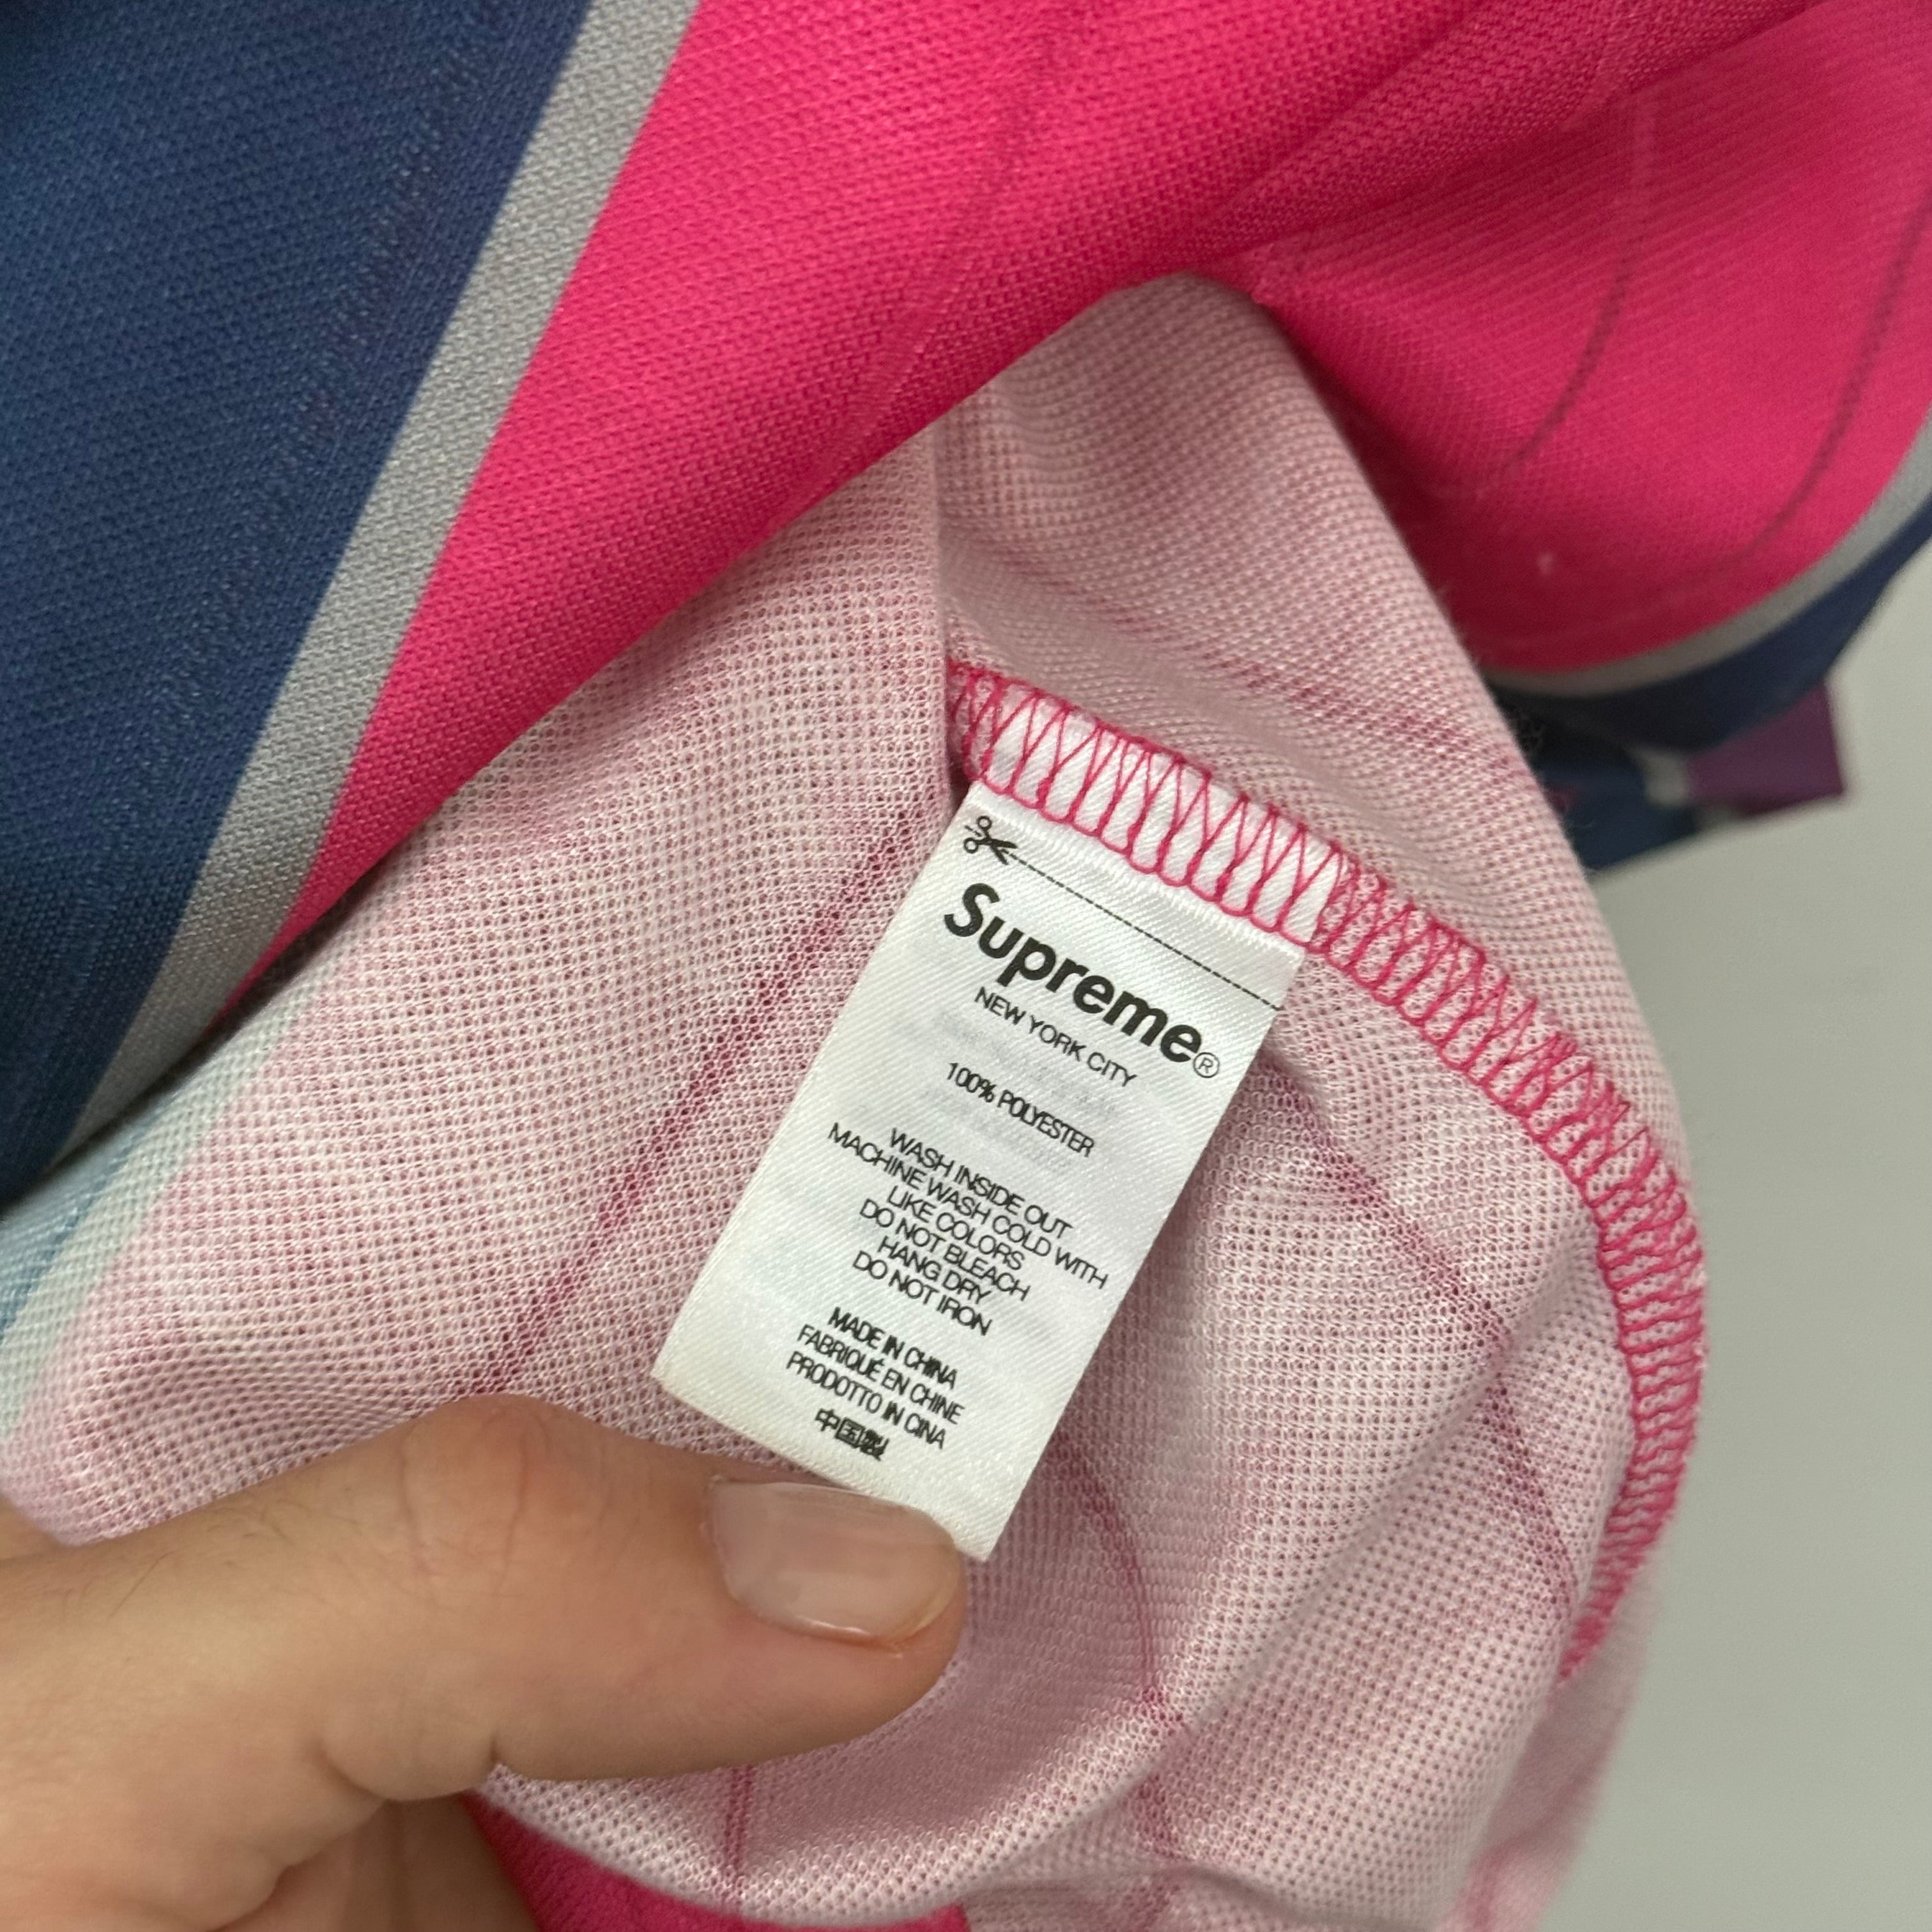 Supreme®
NEW YORK CITY
100% POLYESTER
WASH INSIDE OUT
MACHINE WASH COLD WITH
LIKE COLORS
DO NOT BLEACH
HANG DRY
DO NOT IRON
MADE IN CHINA
FABRIQUÉ EN CHINE
PRODOTTO IN CINA
中国製